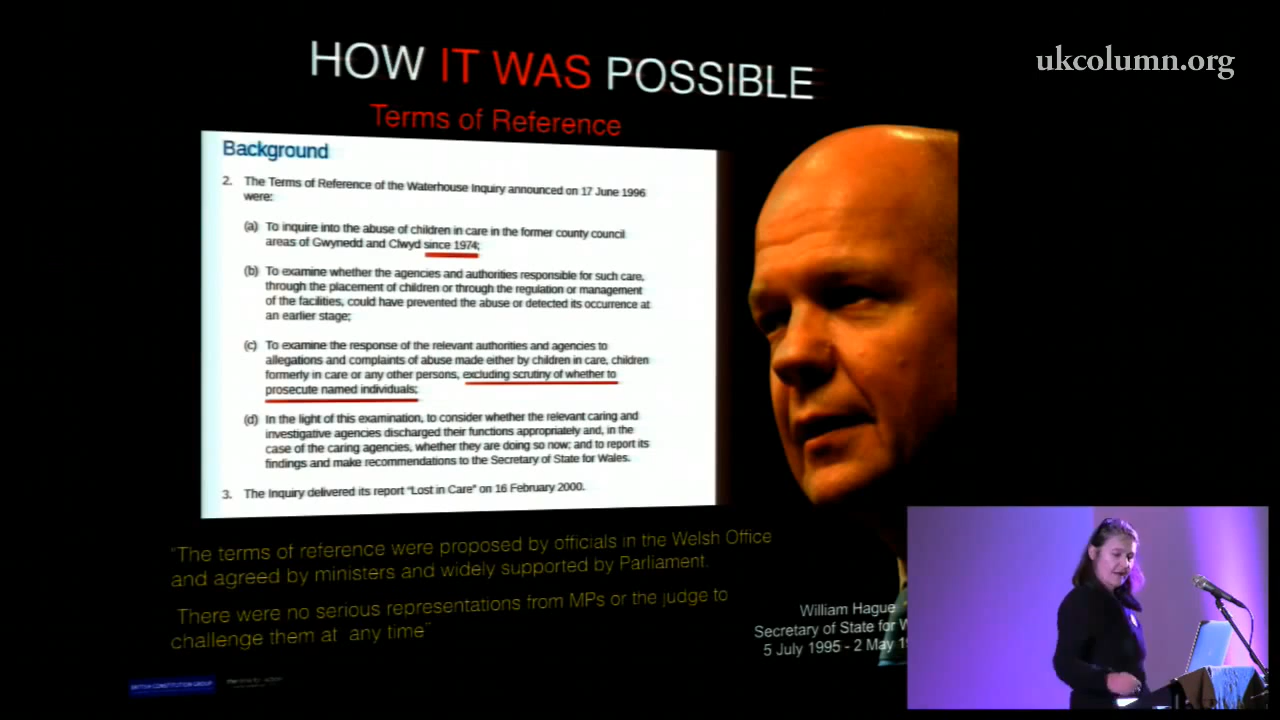 ukcolumn.org
HOW IT WAS POSSIBLE
Terms of Reference
Background
2. The Terms of Reference of the Waterhouse Inquiry announced on 17 June 1996
were:
(a) To inquire into the abuse of children in care in the former county council
areas of Gwynedd and Clwyd since 1974;
(b) To examine whether the agencies and authorities responsible for such care,
through the placement of children or through the regulation or management
of the facilities, could have prevented the abuse or detected its occurrence at
an earlier stage;
(c) To examine the response of the relevant authorities and agencies to
allegations and complaints of abuse made either by children in care, children
formerly in care or any other persons, excluding scrutiny of whether to
prosecute named individuals;
(d) In the light of this examination, to consider whether the relevant caring and
investigative agencies discharged their functions appropriately and, in the
case of the caring agencies, whether they are doing so now; and to report its
findings and make recommendations to the Secretary of State for Wales.
3. The Inquiry delivered its report "Lost in Care" on 16 February 2000.
"The terms of reference were proposed by officials in the Welsh Office
and agreed by ministers and widely supported by Parliament.
There were no serious representations from MPs or the judge to
challenge them at any time"
William Hague
Secretary of State for W
5 July 1995 - 2 May 19
BRITISH CONSTITUTION GROUP